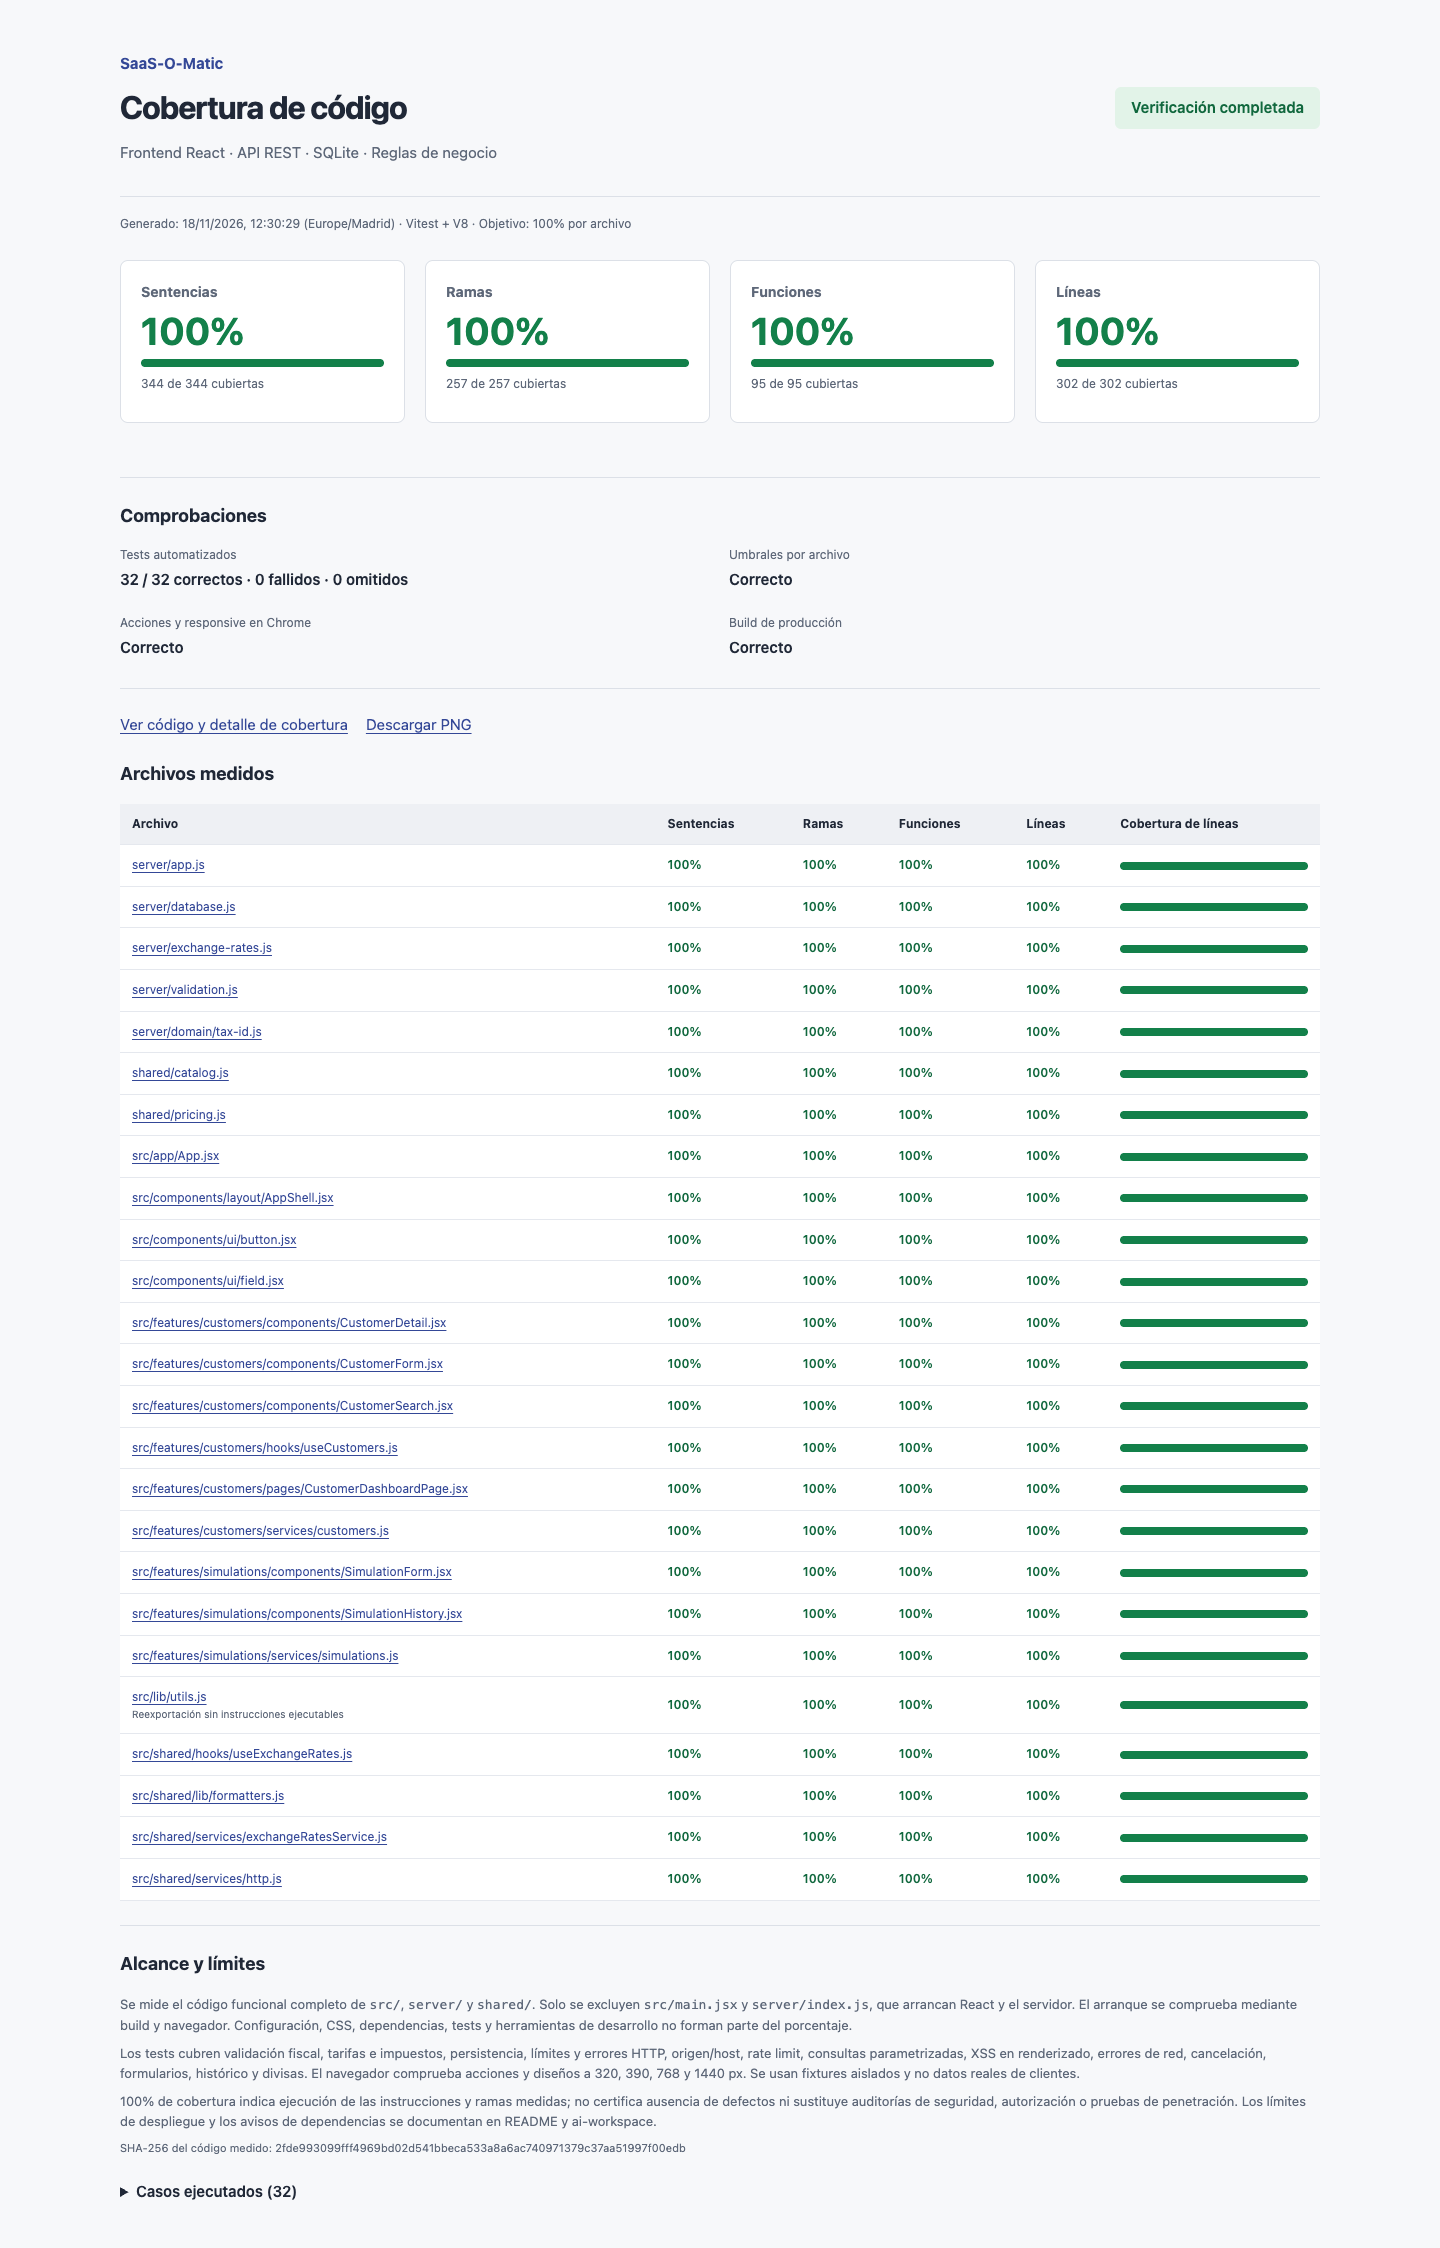 SaaS-O-Matic
Cobertura de código
Verificación completada
Frontend React · API REST · SQLite · Reglas de negocio
Generado: 18/11/2026, 12:30:29 (Europe/Madrid) · Vitest + V8 · Objetivo: 100% por archivo
Sentencias
100%
344 de 344 cubiertas
Ramas
100%
257 de 257 cubiertas
Funciones
100%
95 de 95 cubiertas
Líneas
100%
302 de 302 cubiertas
Comprobaciones
Tests automatizados
32 / 32 correctos · 0 fallidos · 0 omitidos
Umbrales por archivo
Correcto
Acciones y responsive en Chrome
Correcto
Build de producción
Correcto
Ver código y detalle de cobertura Descargar PNG
Archivos medidos
Archivo Sentencias Ramas Funciones Líneas Cobertura de líneas
server/app.js 100% 100% 100% 100%
server/database.js 100% 100% 100% 100%
server/exchange-rates.js 100% 100% 100% 100%
server/validation.js 100% 100% 100% 100%
server/domain/tax-id.js 100% 100% 100% 100%
shared/catalog.js 100% 100% 100% 100%
shared/pricing.js 100% 100% 100% 100%
src/app/App.jsx 100% 100% 100% 100%
src/components/layout/AppShell.jsx 100% 100% 100% 100%
src/components/ui/button.jsx 100% 100% 100% 100%
src/components/ui/field.jsx 100% 100% 100% 100%
src/features/customers/components/CustomerDetail.jsx 100% 100% 100% 100%
src/features/customers/components/CustomerForm.jsx 100% 100% 100% 100%
src/features/customers/components/CustomerSearch.jsx 100% 100% 100% 100%
src/features/customers/hooks/useCustomers.js 100% 100% 100% 100%
src/features/customers/pages/CustomerDashboardPage.jsx 100% 100% 100% 100%
src/features/customers/services/customers.js 100% 100% 100% 100%
src/features/simulations/components/SimulationForm.jsx 100% 100% 100% 100%
src/features/simulations/components/SimulationHistory.jsx 100% 100% 100% 100%
src/features/simulations/services/simulations.js 100% 100% 100% 100%
src/lib/utils.js 100% 100% 100% 100%
Reexportación sin instrucciones ejecutables
src/shared/hooks/useExchangeRates.js 100% 100% 100% 100%
src/shared/lib/formatters.js 100% 100% 100% 100%
src/shared/services/exchangeRatesService.js 100% 100% 100% 100%
src/shared/services/http.js 100% 100% 100% 100%
Alcance y límites
Se mide el código funcional completo de src/, server/ y shared/. Solo se excluyen src/main.jsx y server/index.js, que arrancan React y el servidor. El arranque se comprueba mediante
build y navegador. Configuración, CSS, dependencias, tests y herramientas de desarrollo no forman parte del porcentaje.
Los tests cubren validación fiscal, tarifas e impuestos, persistencia, límites y errores HTTP, origen/host, rate limit, consultas parametrizadas, XSS en renderizado, errores de red, cancelación,
formularios, histórico y divisas. El navegador comprueba acciones y diseños a 320, 390, 768 y 1440 px. Se usan fixtures aislados y no datos reales de clientes.
100% de cobertura indica ejecución de las instrucciones y ramas medidas; no certifica ausencia de defectos ni sustituye auditorías de seguridad, autorización o pruebas de penetración. Los límites
de despliegue y los avisos de dependencias se documentan en README y ai-workspace.
SHA-256 del código medido: 2fde993099fff4969bd02d541bbeca533a8a6ac740971379c37aa51997f00edb
Casos ejecutados (32)